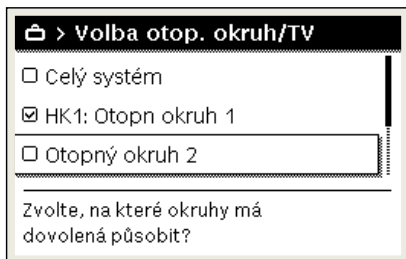 > Volba otop. okruh/TV
Celý systém
HK1: Otopn okruh 1
Otopný okruh 2
Zvolte, na které okruhy má
dovolená působit?